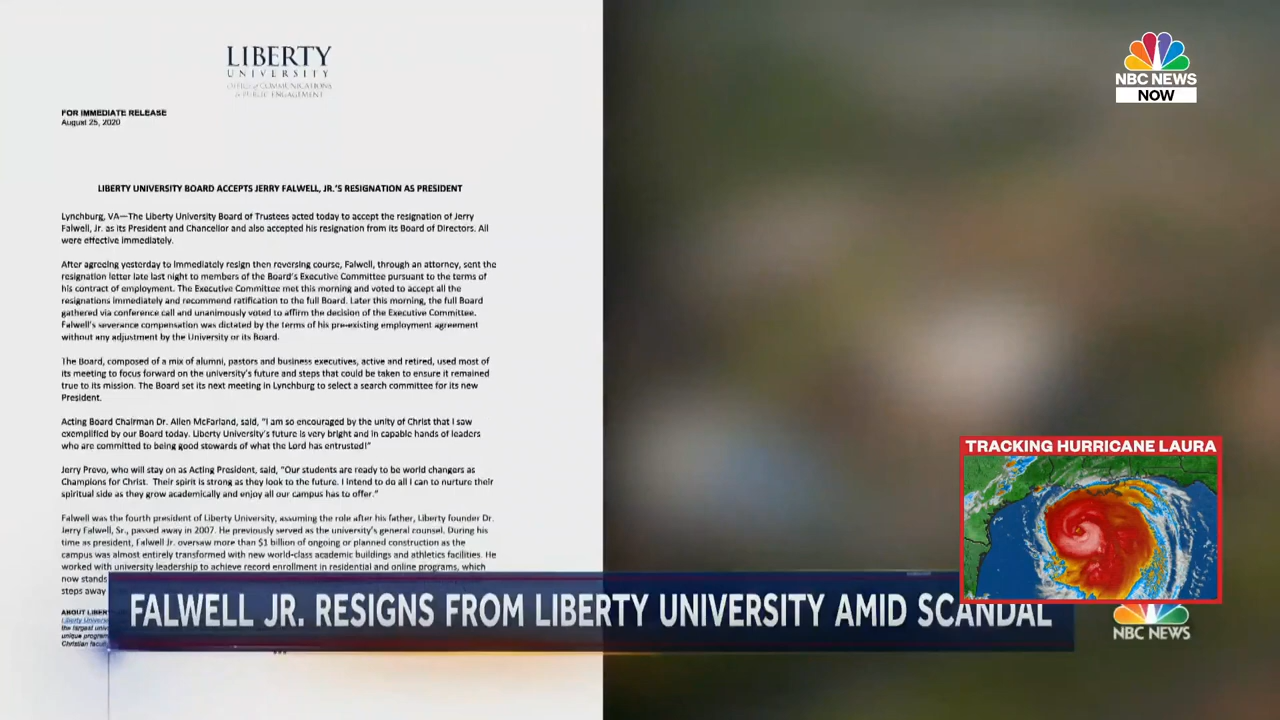 LIBERTY
UNIVERSITY
OFFICE of COMMUNICATIONS
& PUBLIC ENGAGEMENT
FOR IMMEDIATE RELEASE
August 25, 2020
LIBERTY UNIVERSITY BOARD ACCEPTS JERRY FALWELL, JR.'S RESIGNATION AS PRESIDENT
Lynchburg, VA—The Liberty University Board of Trustees acted today to accept the resignation of Jerry
Falwell, Jr. as its President and Chancellor and also accepted his resignation from its Board of Directors. All
were effective immediately.
After agreeing yesterday to immediately resign then reversing course, Falwell, through an attorney, sent the
resignation letter late last night to members of the Board's Executive Committee pursuant to the terms of
his contract of employment. The Executive Committee met this morning and voted to accept all the
resignations immediately and recommend ratification to the full Board. Later this morning, the full Board
gathered via conference call and unanimously voted to affirm the decision of the Executive Committee.
Falwell's severance compensation was dictated by the terms of his pre-existing employment agreement
without any adjustment by the University or its Board.
The Board, composed of a mix of alumni, pastors and business executives, active and retired, used most of
its meeting to focus forward on the university's future and steps that could be taken to ensure it remained
true to its mission. The Board set its next meeting in Lynchburg to select a search committee for its new
President.
Acting Board Chairman Dr. Allen McFarland, said, "I am so encouraged by the unity of Christ that I saw
exemplified by our Board today. Liberty University's future is very bright and in capable hands of leaders
who are committed to being good stewards of what the Lord has entrusted!"
Jerry Prevo, who will stay on as Acting President, said, "Our students are ready to be world changers as
Champions for Christ. Their spirit is strong as they look to the future. I intend to do all I can to nurture their
spiritual side as they grow academically and enjoy all our campus has to offer."
Falwell was the fourth president of Liberty University, assuming the role after his father, Liberty founder Dr.
Jerry Falwell, Sr., passed away in 2007. He previously served as the university's general counsel. During his
time as president, Falwell Jr. oversaw more than $1 billion of ongoing or planned construction as the
campus was almost entirely transformed with new world-class academic buildings and athletics facilities. He
worked with university leadership to achieve record enrollment in residential and online programs, which
now stands
steps away
ABOUT
the largest
unique
Christian
NBC NEWS
NOW
TRACKING HURRICANE LAURA
FALWELL JR. RESIGNS FROM LIBERTY UNIVERSITY AMID SCANDAL
NBC NEWS